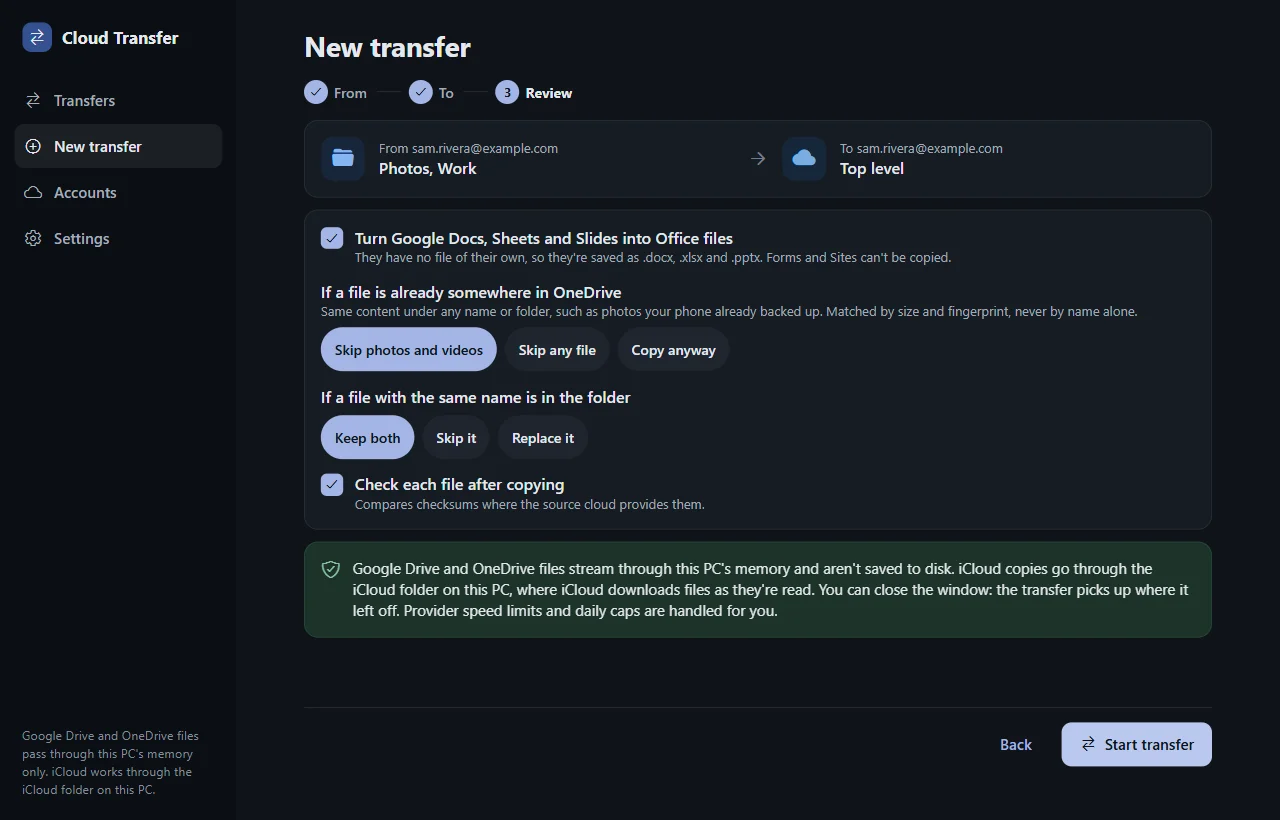 Cloud Transfer
Transfers
New transfer
Accounts
Settings
Google Drive and OneDrive files
pass through this PC's memory
only. iCloud works through the
iCloud folder on this PC.
New transfer
From
To
3 Review
From sam.rivera@example.com
Photos, Work
To sam.rivera@example.com
Top level
Turn Google Docs, Sheets and Slides into Office files
They have no file of their own, so they're saved as .docx, .xlsx and .pptx. Forms and Sites can't be copied.
If a file is already somewhere in OneDrive
Same content under any name or folder, such as photos your phone already backed up. Matched by size and fingerprint, never by name alone.
Skip photos and videos
Skip any file
Copy anyway
If a file with the same name is in the folder
Keep both
Skip it
Replace it
Check each file after copying
Compares checksums where the source cloud provides them.
Google Drive and OneDrive files stream through this PC's memory and aren't saved to disk. iCloud copies go through the
iCloud folder on this PC, where iCloud downloads files as they're read. You can close the window: the transfer picks up where it
left off. Provider speed limits and daily caps are handled for you.
Back
Start transfer